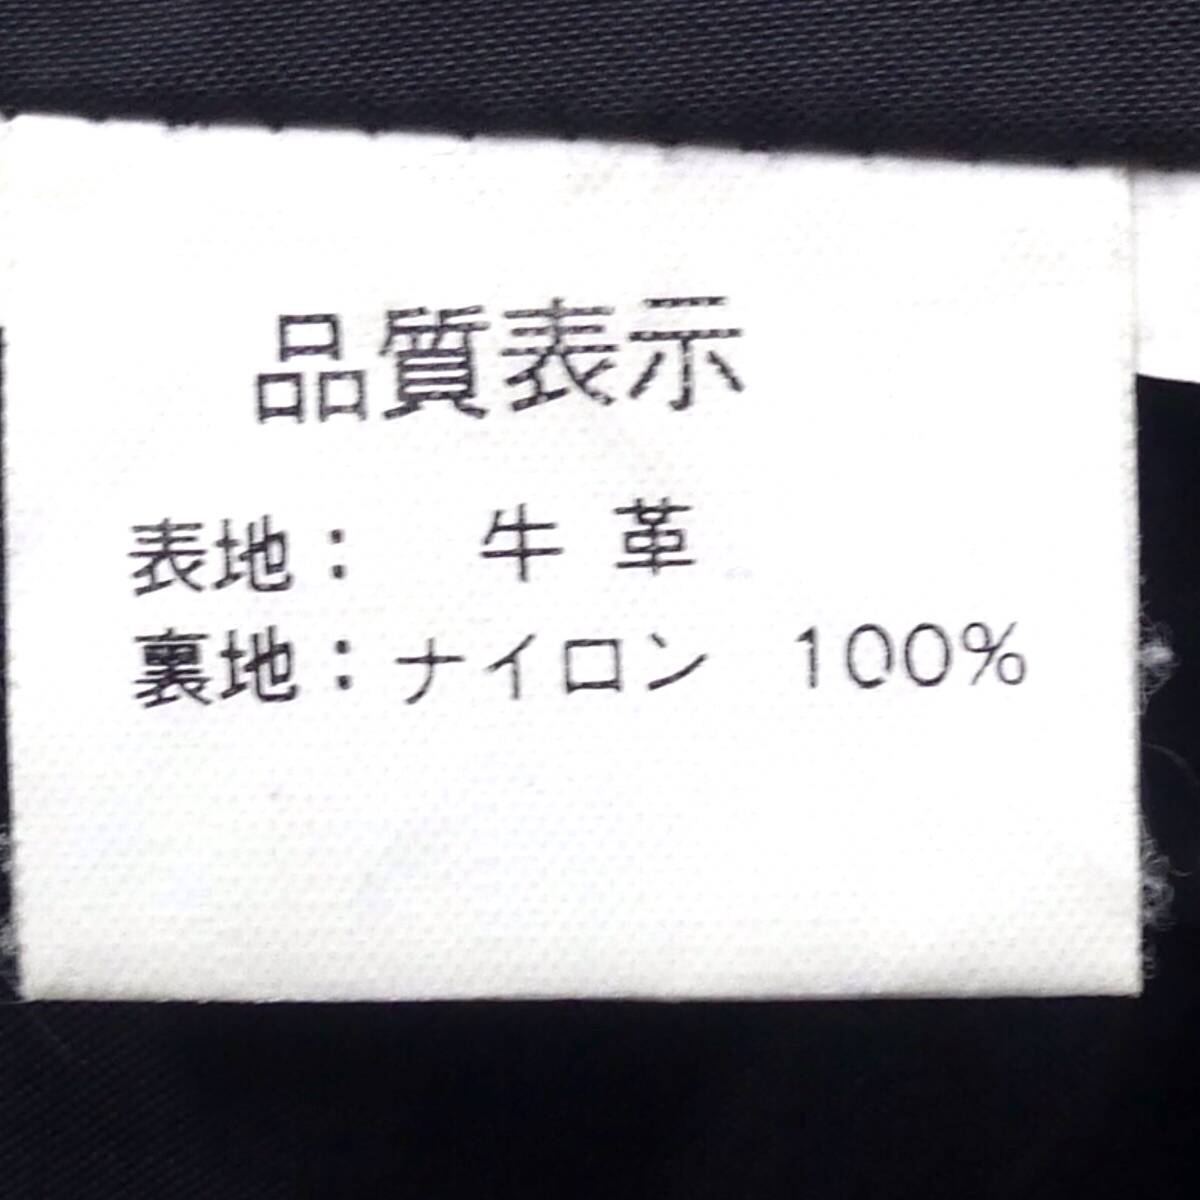 品質表示
表地： 牛 革
裏地：ナイロン 100%